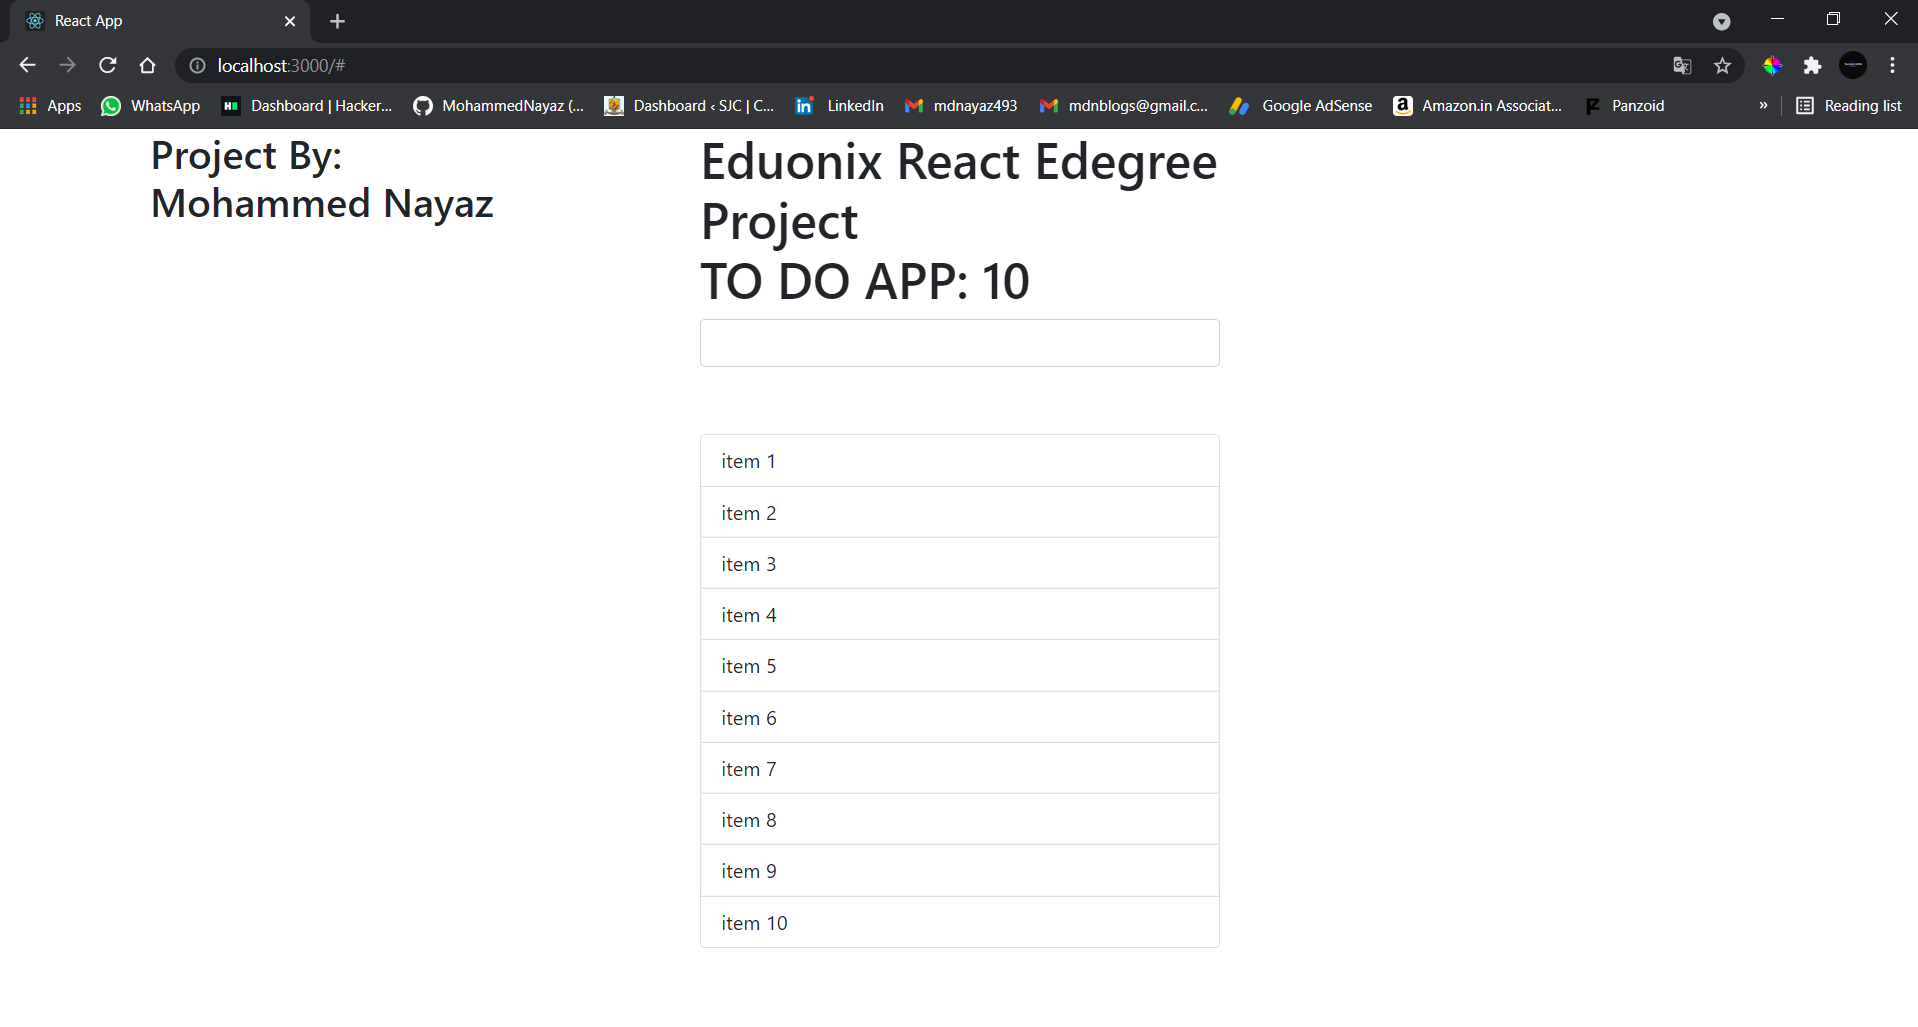 React App
localhost:3000/#
Apps
WhatsApp
Dashboard | Hacker...
MohammedNayaz (...
Dashboard ‹ SJC | C...
LinkedIn
mdnayaz493
mdnblogs@gmail.c...
Google AdSense
Amazon.in Associat...
Panzoid
»
Reading list
Project By:
Mohammed Nayaz
Eduonix React Edegree
Project
TO DO APP: 10
item 1
item 2
item 3
item 4
item 5
item 6
item 7
item 8
item 9
item 10